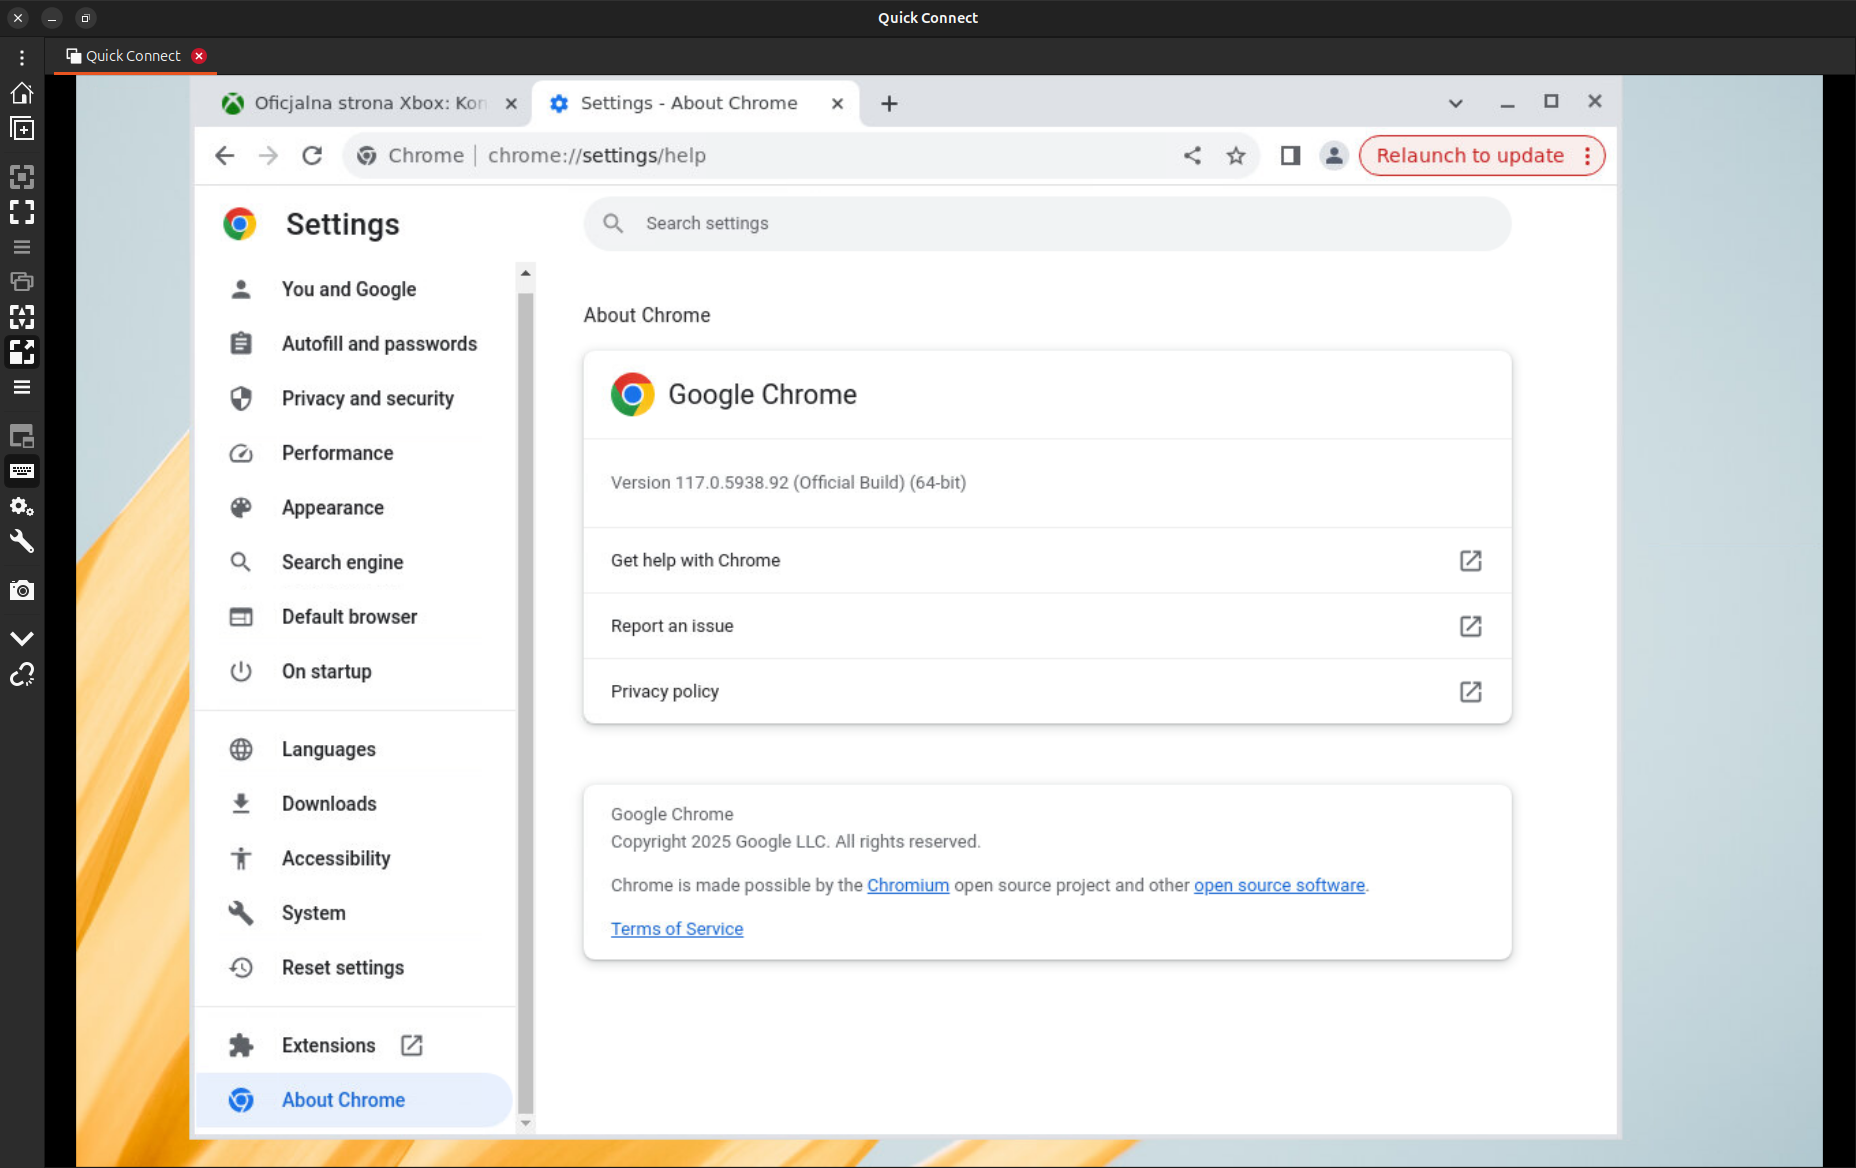 Quick Connect
Quick Connect
Oficjalna strona Xbox: Kon
Settings - About Chrome
Chrome
chrome://settings/help
Relaunch to update
Settings
Search settings
You and Google
Autofill and passwords
Privacy and security
Performance
Appearance
Search engine
Default browser
On startup
Languages
Downloads
Accessibility
System
Reset settings
Extensions
About Chrome
About Chrome
Google Chrome
Version 117.0.5938.92 (Official Build) (64-bit)
Get help with Chrome
Report an issue
Privacy policy
Google Chrome
Copyright 2025 Google LLC. All rights reserved.
Chrome is made possible by the Chromium open source project and other open source software.
Terms of Service